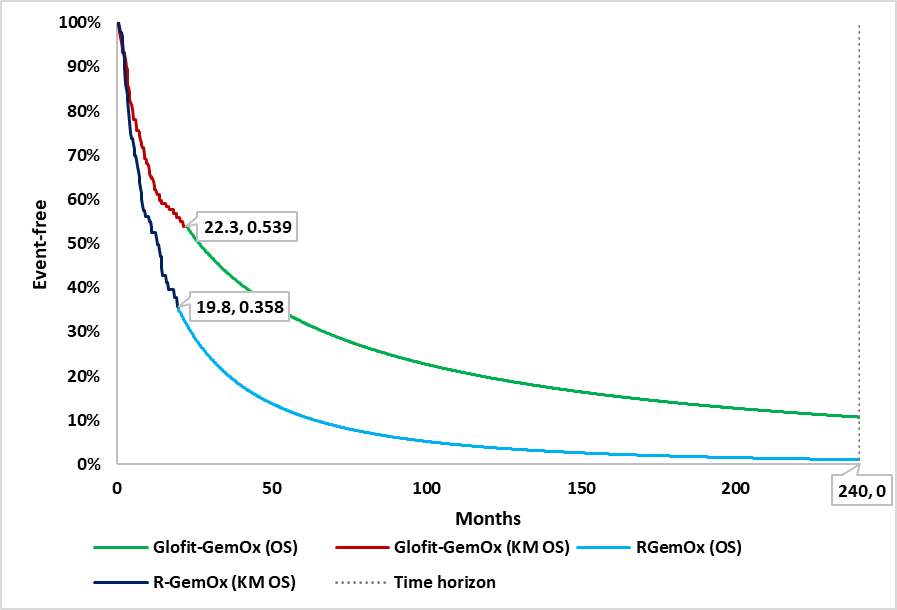 100%
90%
80%
70%
60%
50%
40%
30%
20%
10%
0%
Event-free
22.3, 0.539
19.8, 0.358
240, 0
0 50 100 150 200
Months
Glofit-GemOx (OS) Glofit-GemOx (KM OS) RGemOx (OS)
R-GemOx (KM OS) Time horizon